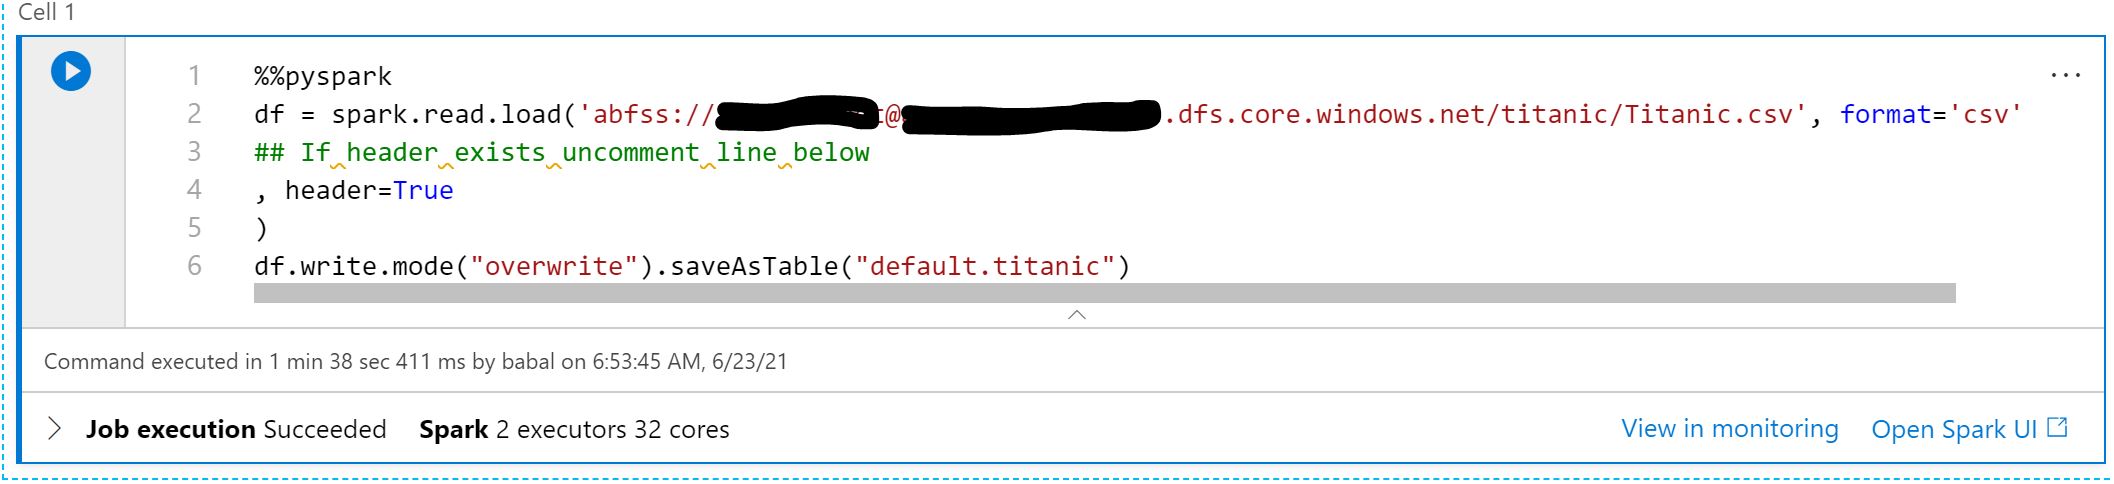 Cell 1
1 %%pyspark
2 df = spark.read.load('abfss://@.dfs.core.windows.net/titanic/Titanic.csv', format='csv'
3 ## If header exists uncomment line below
4 , header=True
5 )
6 df.write.mode("overwrite").saveAsTable("default.titanic")
Command executed in 1 min 38 sec 411 ms by babal on 6:53:45 AM, 6/23/21
Job execution Succeeded Spark 2 executors 32 cores View in monitoring Open Spark UI